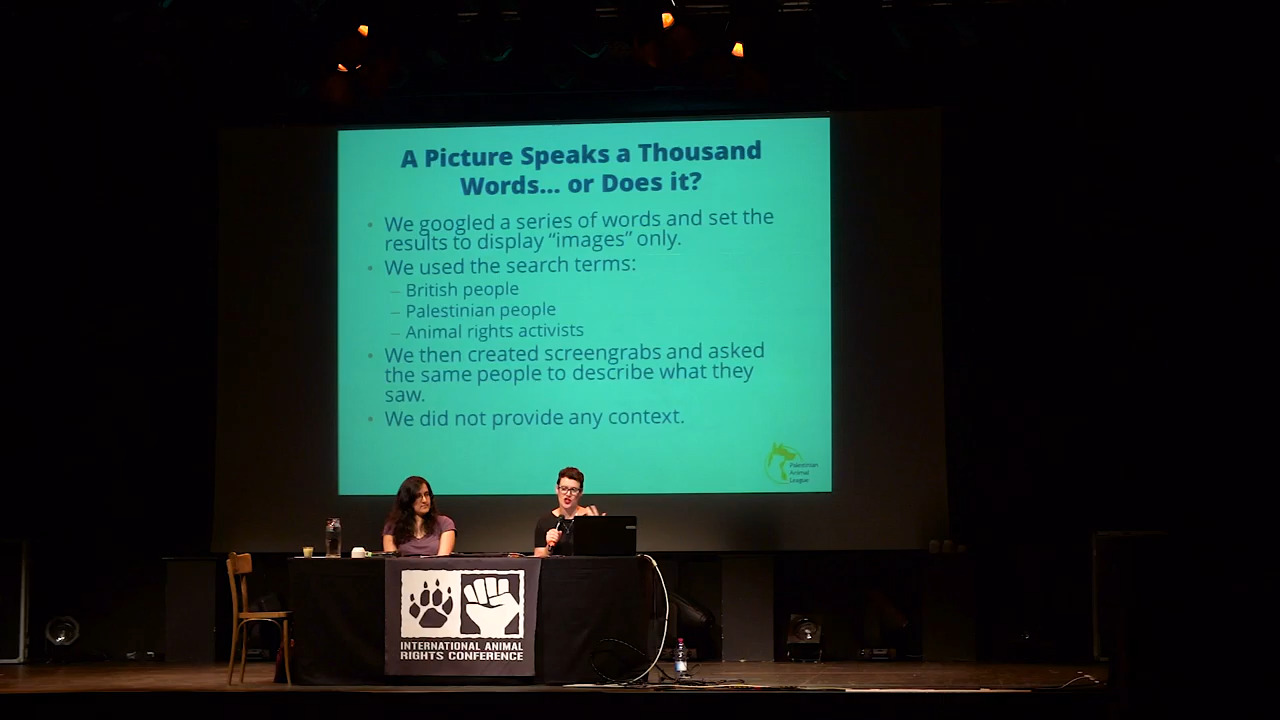 A Picture Speaks a Thousand
Words... or Does it?
• We googled a series of words and set the
results to display “images” only.
• We used the search terms:
– British people
– Palestinian people
– Animal rights activists
• We then created screengrabs and asked
the same people to describe what they
saw.
• We did not provide any context.
Palestinian
Animal
League
INTERNATIONAL ANIMAL
RIGHTS CONFERENCE